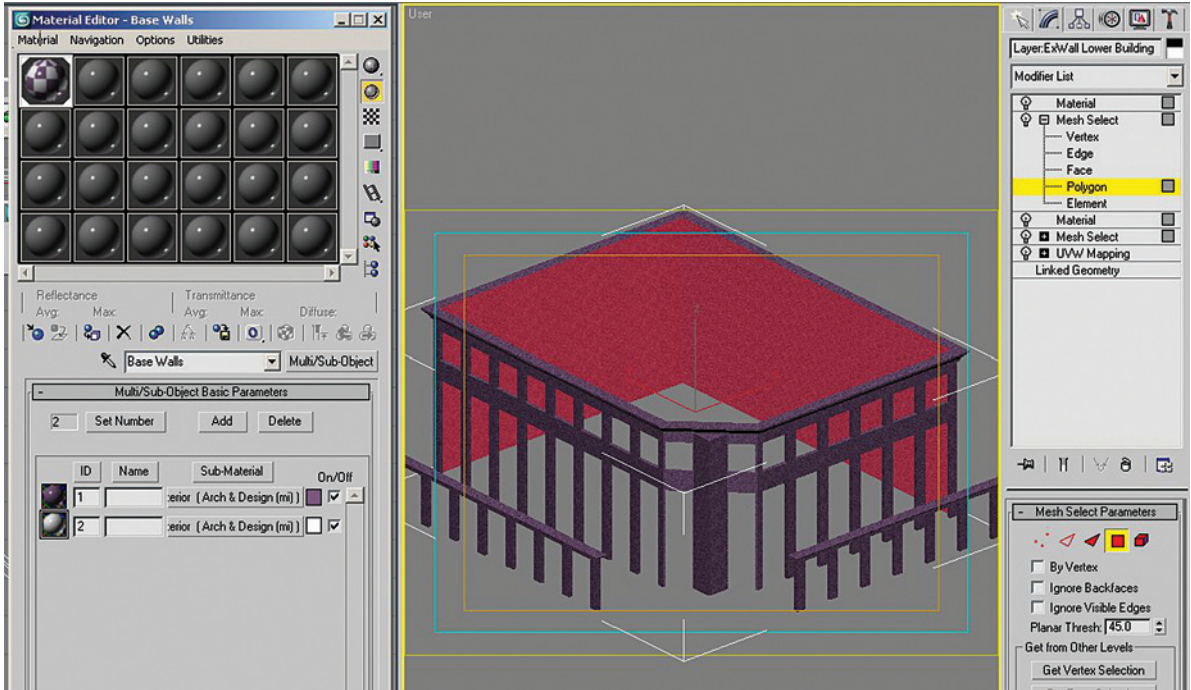 Material Editor - Base Walls
Material Navigation Options Utilities
Reflectance
Avg: Max:
Transmittance
Avg: Max: Diffuse:
Base Walls
Multi/Sub-Object
- Multi/Sub-Object Basic Parameters
2 Set Number Add Delete
ID Name Sub-Material On/Off
1 :erior ( Arch & Design (mi) )
2 :erior ( Arch & Design (mi) )
User
Layer:ExWall Lower Building
Modifier List
Material
Mesh Select
Vertex
Edge
Face
Polygon
Element
Material
Mesh Select
UVW Mapping
Linked Geometry
- Mesh Select Parameters
By Vertex
Ignore Backfaces
Ignore Visible Edges
Planar Thresh: 45.0
Get from Other Levels
Get Vertex Selection